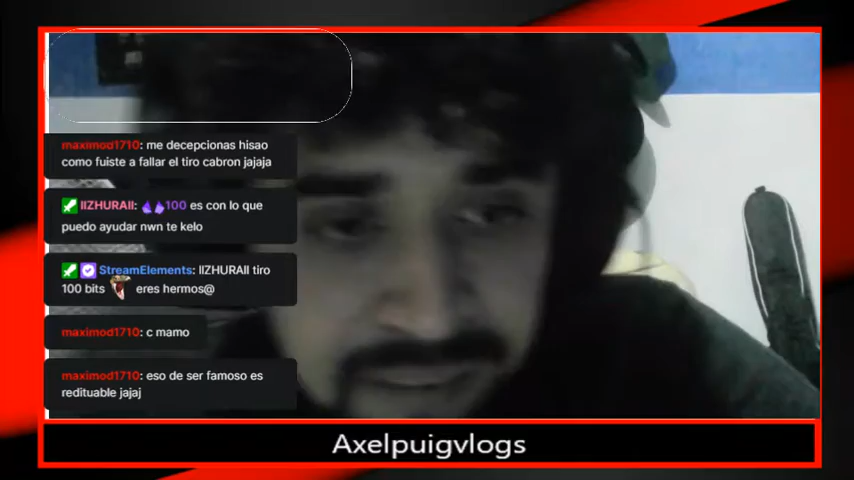 maximod1710: me decepcionas hisao
como fuiste a fallar el tiro cabron jajaja
IIZHURAII: 100 es con lo que
puedo ayudar nwn te kelo
StreamElements: IIZHURAII tiro
100 bits eres hermos@
maximod1710: c mamo
maximod1710: eso de ser famoso es
redituable jajaj
Axelpuigvlogs